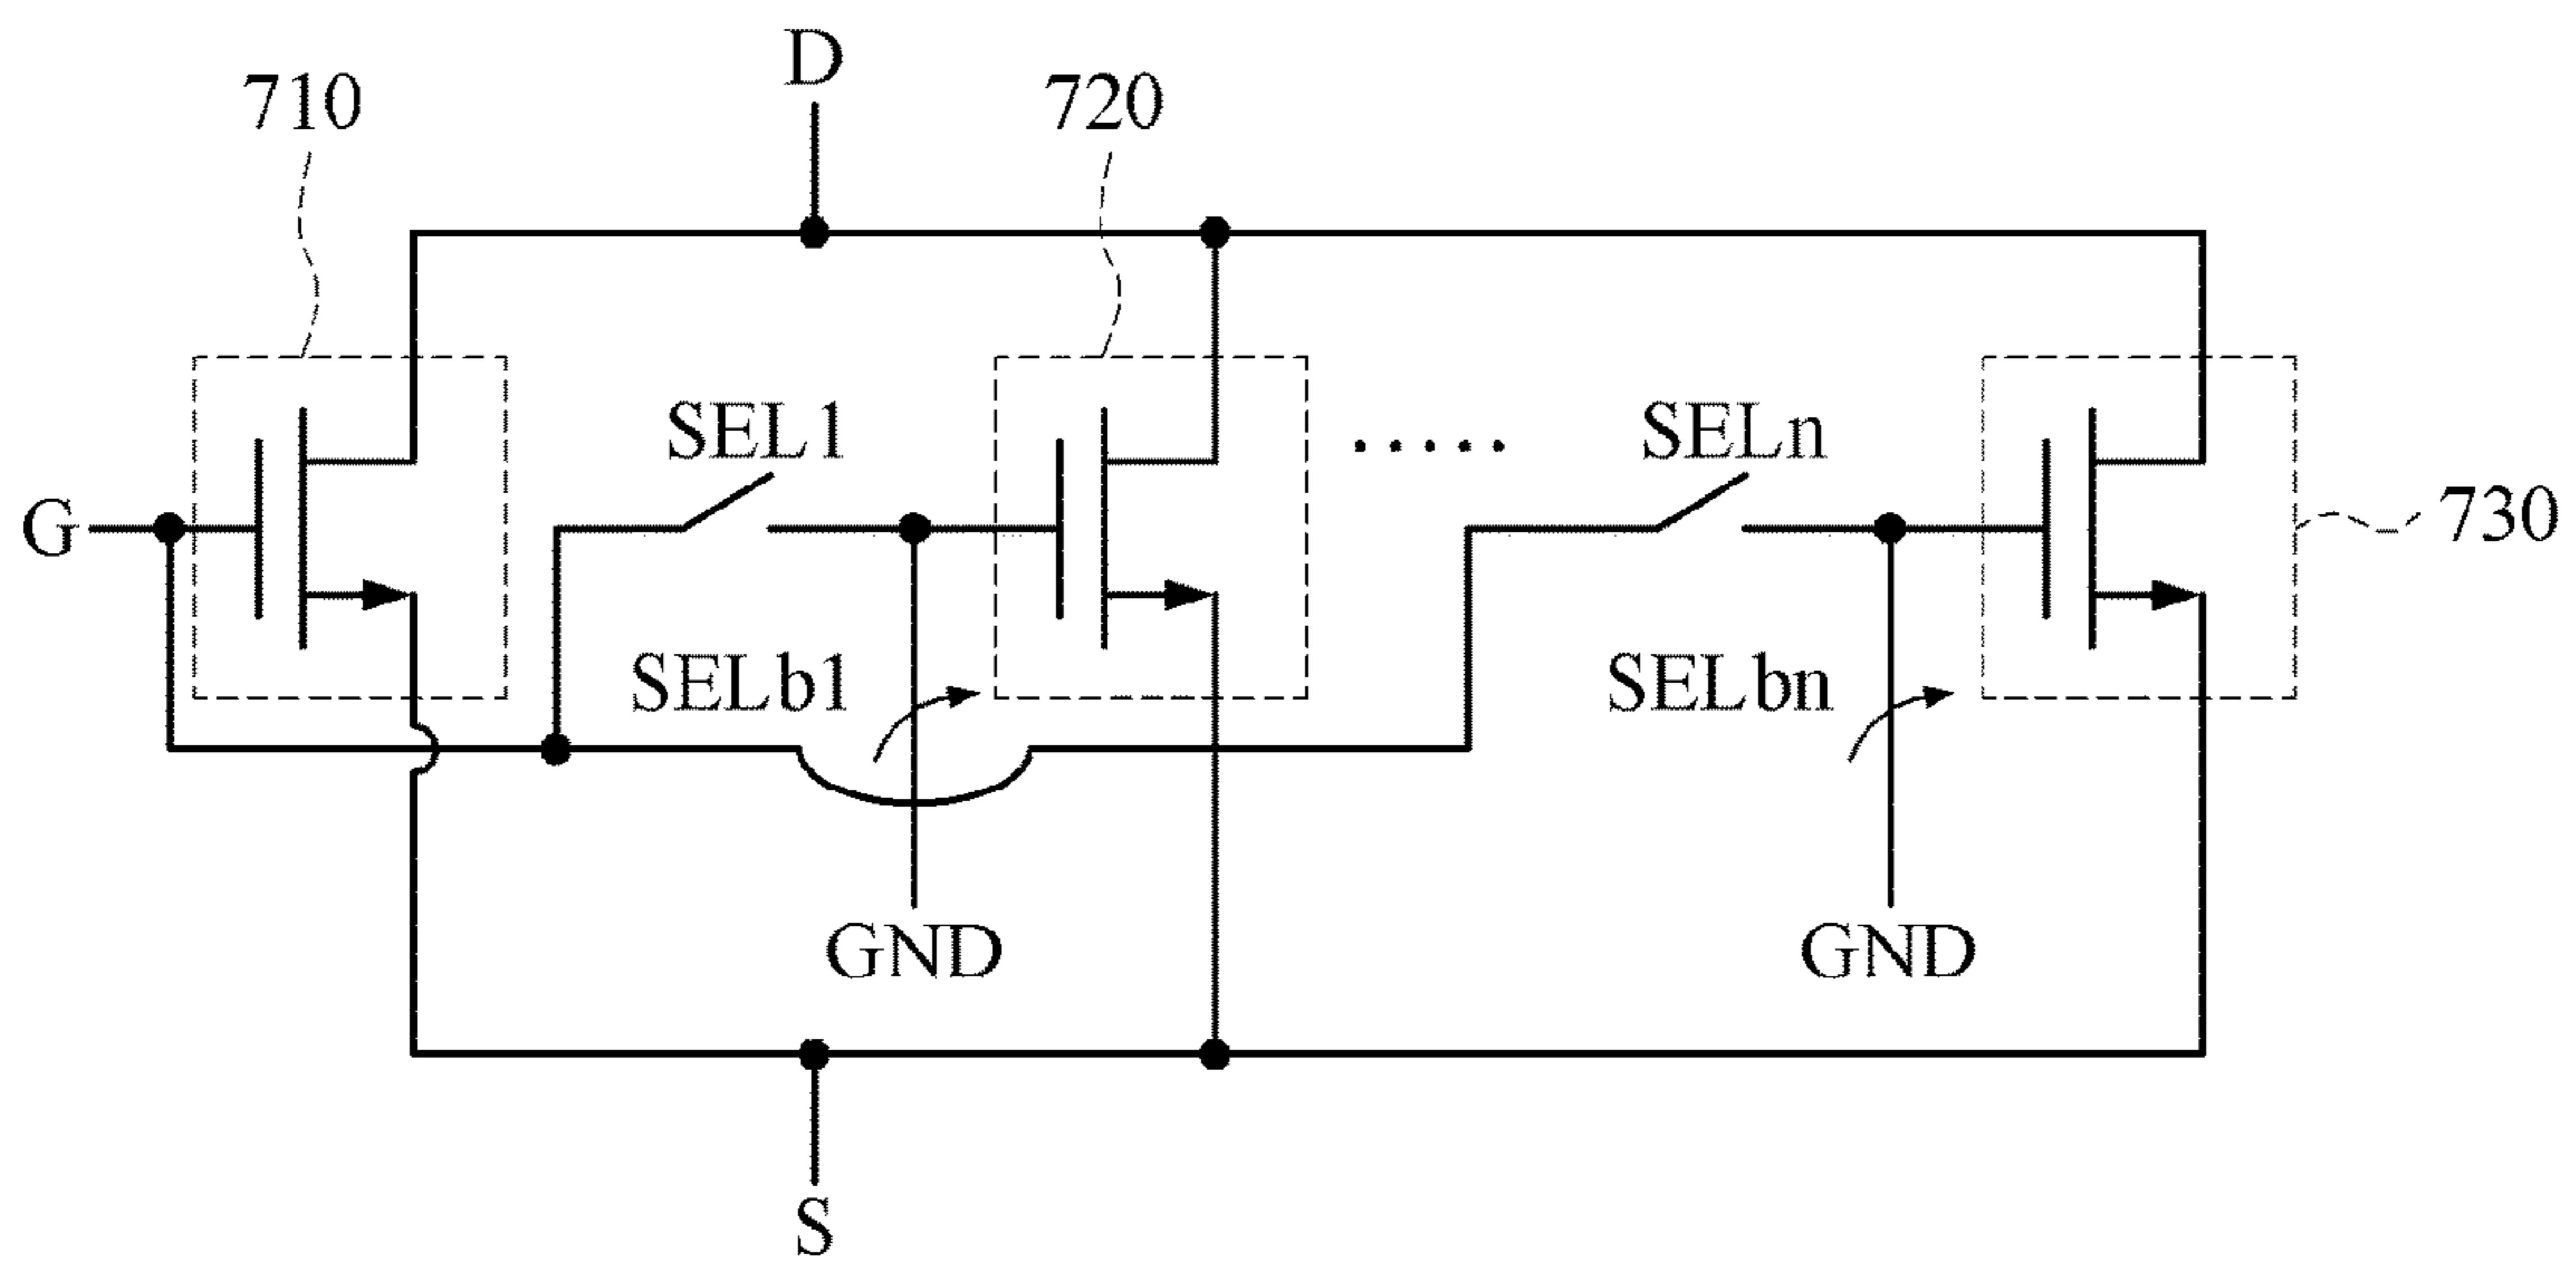 D
710
720
SEL1
.....
SELn
G
730
SELb1
SELbn
GND
GND
S